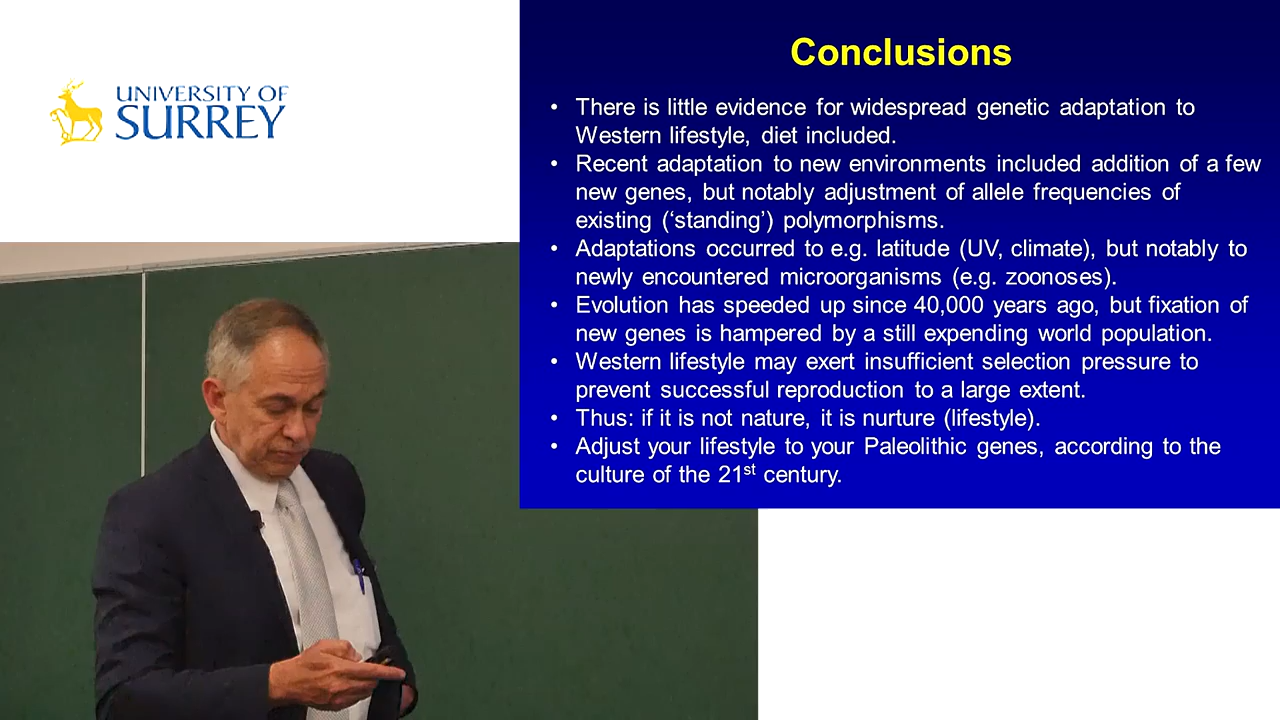 UNIVERSITY OF
SURREY
Conclusions
• There is little evidence for widespread genetic adaptation to
Western lifestyle, diet included.
• Recent adaptation to new environments included addition of a few
new genes, but notably adjustment of allele frequencies of
existing (‘standing’) polymorphisms.
• Adaptations occurred to e.g. latitude (UV, climate), but notably to
newly encountered microorganisms (e.g. zoonoses).
• Evolution has speeded up since 40,000 years ago, but fixation of
new genes is hampered by a still expending world population.
• Western lifestyle may exert insufficient selection pressure to
prevent successful reproduction to a large extent.
• Thus: if it is not nature, it is nurture (lifestyle).
• Adjust your lifestyle to your Paleolithic genes, according to the
culture of the 21st century.